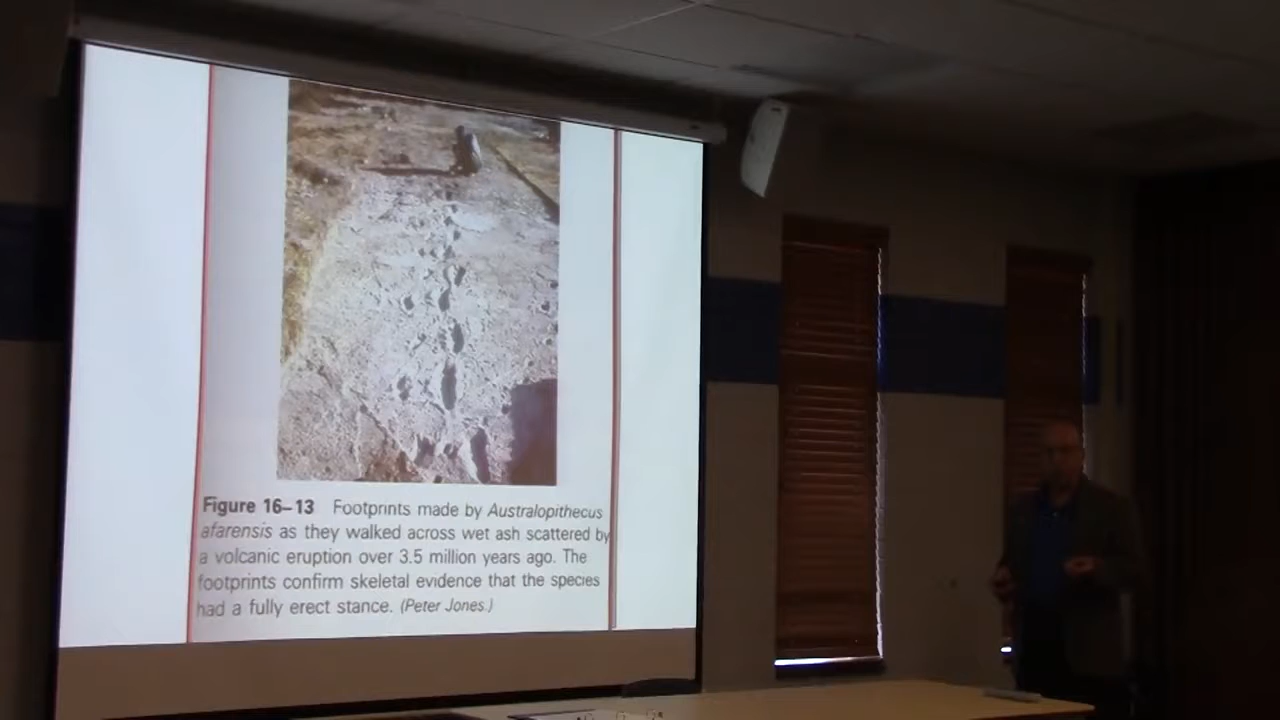 Figure 16–13 Footprints made by Australopithecus
afarensis as they walked across wet ash scattered by
a volcanic eruption over 3.5 million years ago. The
footprints confirm skeletal evidence that the species
had a fully erect stance. (Peter Jones.)